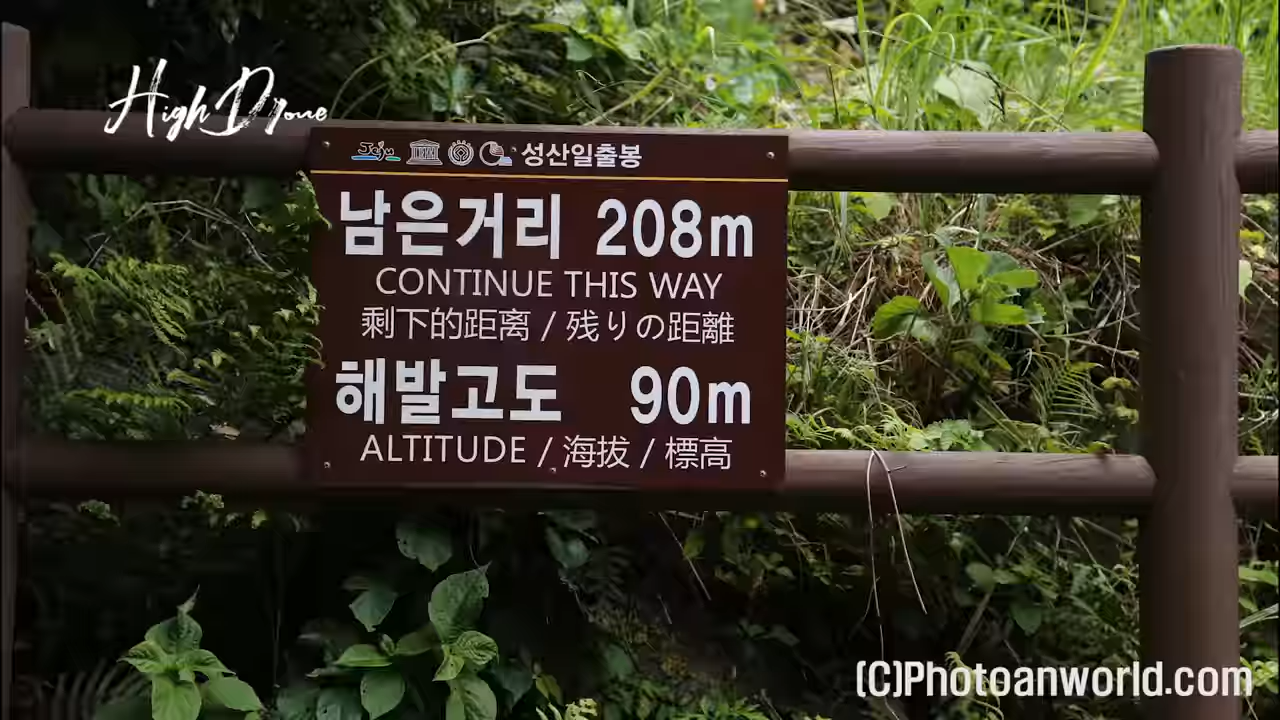 High Drone
Jeju 성산일출봉
남은거리 208m
CONTINUE THIS WAY
剩下的距离 / 残りの距離
해발고도 90m
ALTITUDE / 海拔 / 標高
(C)Photoanworld.com